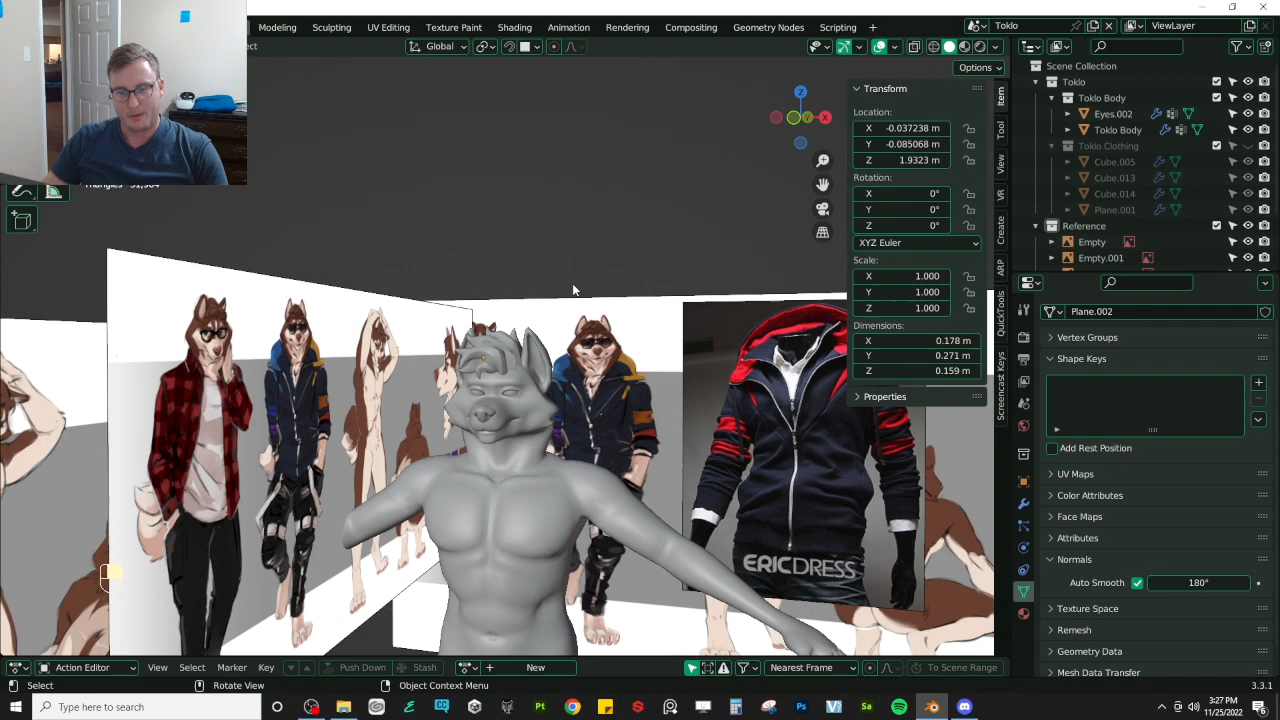 Modeling Sculpting UV Editing Texture Paint Shading Animation Rendering Compositing Geometry Nodes Scripting
Toklo
ViewLayer
Global
Options
Scene Collection
Toklo
Toklo Body
Eyes.002
Toklo Body
Toklo Clothing
Cube.005
Cube.013
Cube.014
Plane.001
Reference
Empty
Empty.001
Transform
Location:
X -0.037238 m
Y -0.085068 m
Z 1.9323 m
Rotation:
X 0°
Y 0°
Z 0°
XYZ Euler
Scale:
X 1.000
Y 1.000
Z 1.000
Dimensions:
X 0.178 m
Y 0.271 m
Z 0.159 m
Properties
Item
Tool
View
VR
Create
ARP
QuickTools
Screencast Keys
Z
Y
X
ERICDRESS
Plane.002
Vertex Groups
Shape Keys
Add Rest Position
UV Maps
Color Attributes
Face Maps
Attributes
Normals
Auto Smooth 180°
Texture Space
Remesh
Geometry Data
Mesh Data Transfer
Action Editor View Select Marker Key Push Down Stash New Nearest Frame To Scene Range
Select Rotate View Object Context Menu 3.3.1
Type here to search
3:27 PM
11/25/2022